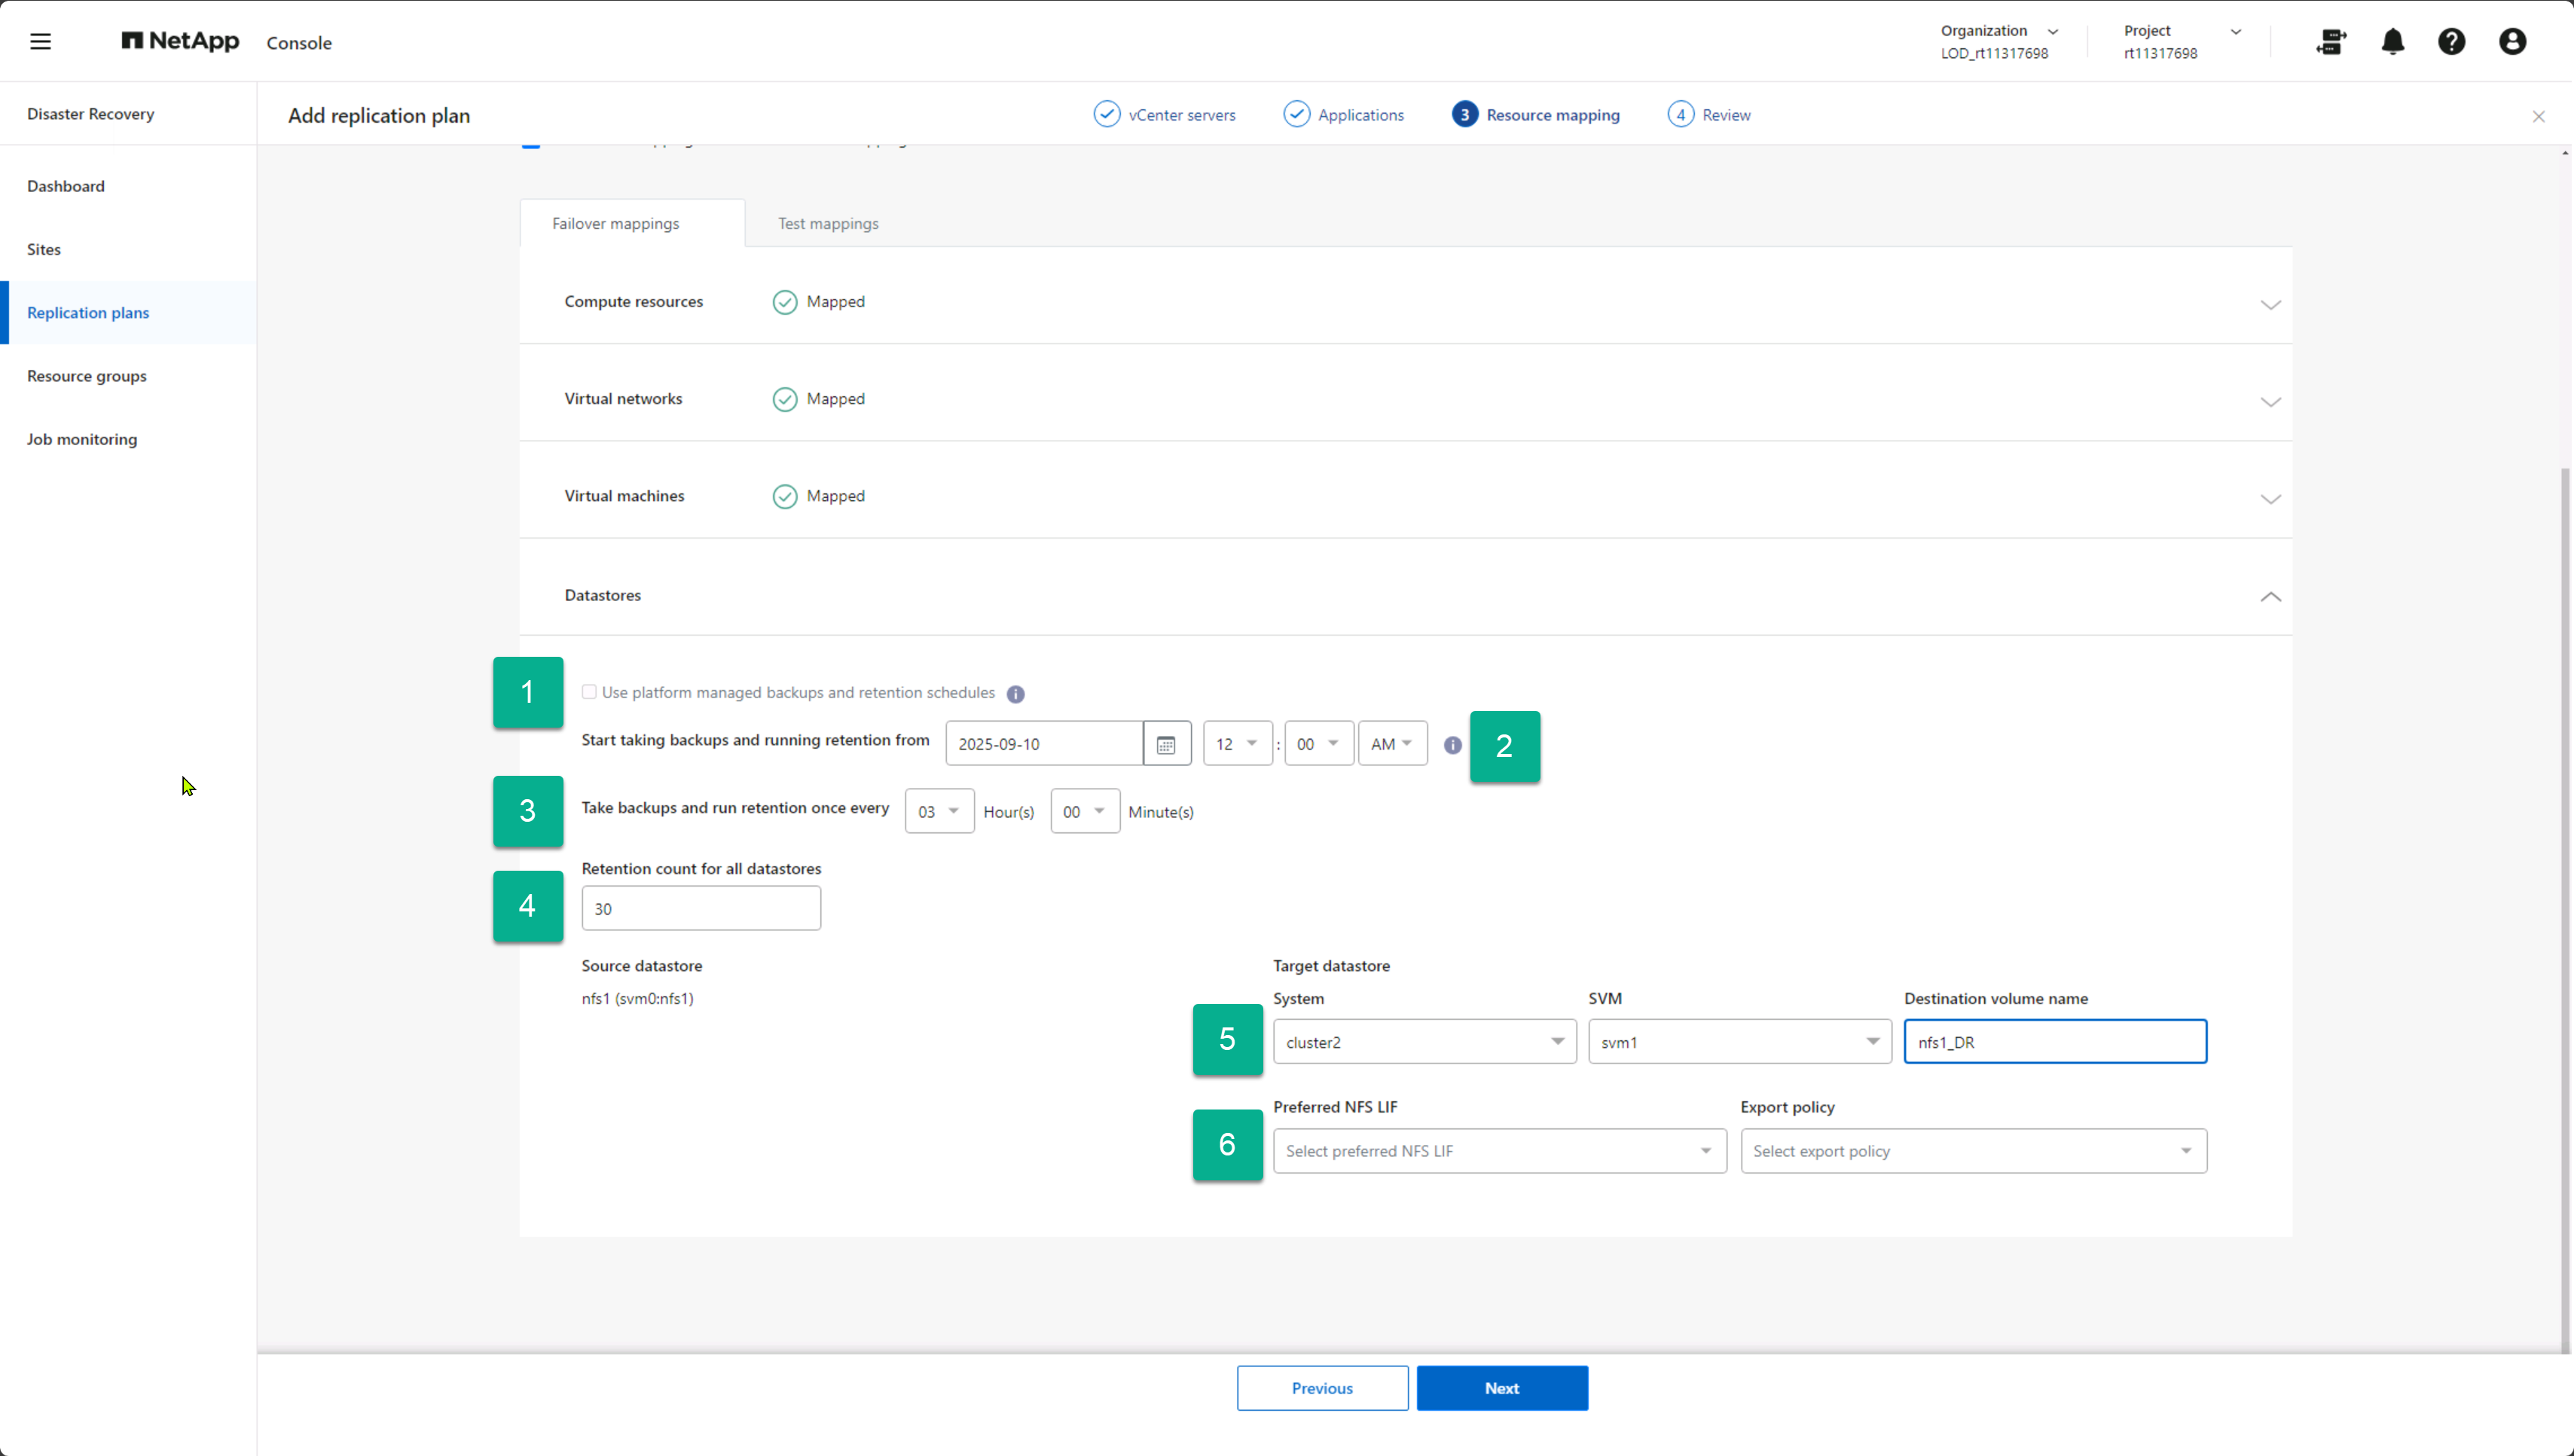 NetApp Console
Organization
LOD_rt11317698
Project
rt11317698
Disaster Recovery
Add replication plan
vCenter servers
Applications
3 Resource mapping
4 Review
Dashboard
Sites
Replication plans
Resource groups
Job monitoring
Failover mappings
Test mappings
Compute resources Mapped
Virtual networks Mapped
Virtual machines Mapped
Datastores
1
Use platform managed backups and retention schedules
Start taking backups and running retention from 2025-09-10 12 : 00 AM
2
3
Take backups and run retention once every 03 Hour(s) 00 Minute(s)
Retention count for all datastores
4
30
Source datastore
nfs1 (svm0:nfs1)
Target datastore
System SVM Destination volume name
5
cluster2 svm1 nfs1_DR
Preferred NFS LIF Export policy
6
Select preferred NFS LIF Select export policy
Previous
Next